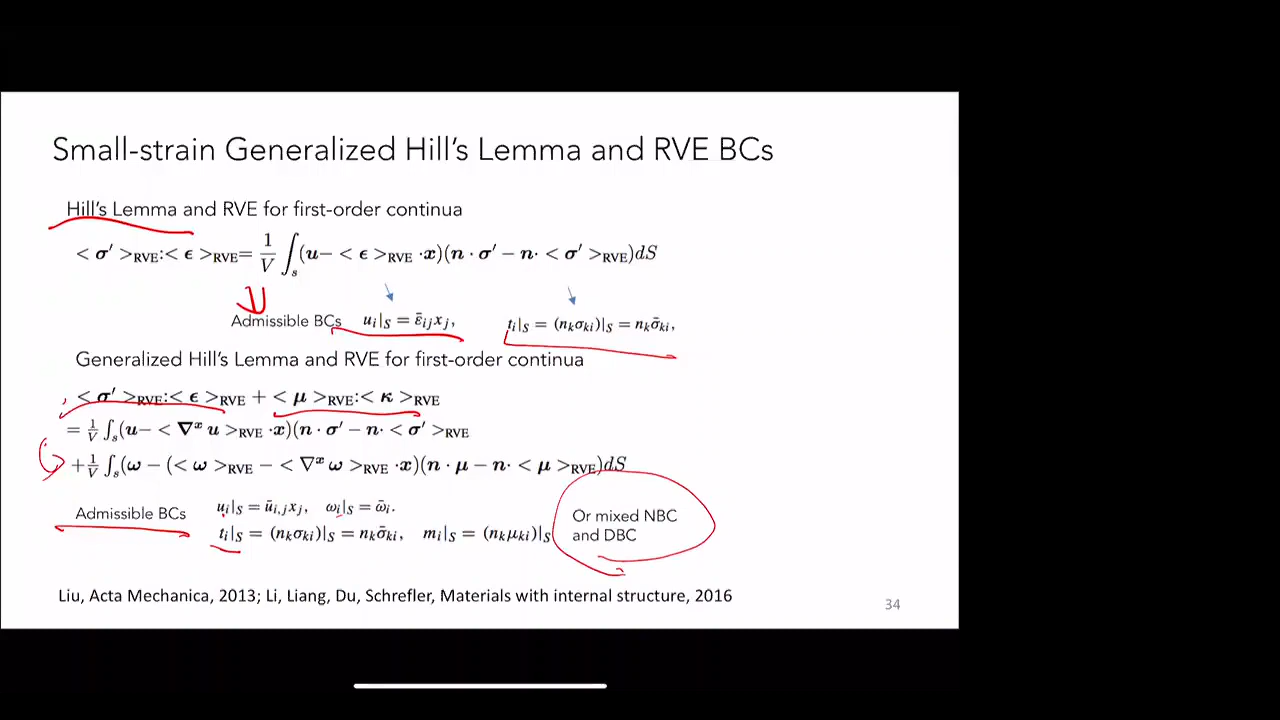 Small-strain Generalized Hill's Lemma and RVE BCs
Hill's Lemma and RVE for first-order continua
< σ′ >RVE:< ϵ >RVE= 1/V ∫s(u− < ϵ >RVE ·x)(n · σ′ − n· < σ′ >RVE)dS
Admissible BCs ui|S = ε̄ijxj, ti|S = (nkσki)|S = nkσ̄ki,
Generalized Hill's Lemma and RVE for first-order continua
< σ′ >RVE:< ϵ >RVE + < μ >RVE:< κ >RVE
= 1/V ∫s(u− < ∇ˣ u >RVE ·x)(n · σ′ − n· < σ′ >RVE
+1/V ∫s(ω − (< ω >RVE − < ∇ˣ ω >RVE ·x)(n · μ − n· < μ >RVE)dS
Admissible BCs ui|S = ūi,jxj, ωi|S = ω̄i.
ti|S = (nkσki)|S = nkσ̄ki, mi|S = (nkμki)|S
Or mixed NBC
and DBC
Liu, Acta Mechanica, 2013; Li, Liang, Du, Schrefler, Materials with internal structure, 2016
34